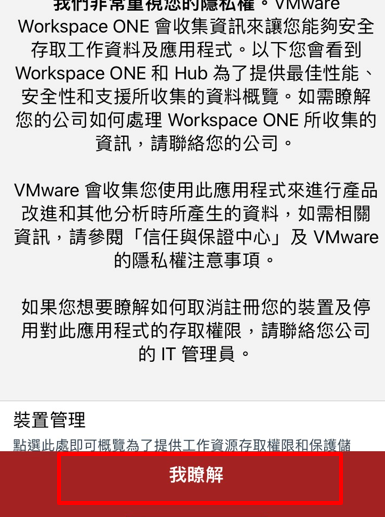 我們非常重視您的隱私權。VMware
Workspace ONE 會收集資訊來讓您能夠安全
存取工作資料及應用程式。以下您會看到
Workspace ONE 和 Hub 為了提供最佳性能、
安全性和支援所收集的資料概覽。如需瞭解
您的公司如何處理 Workspace ONE 所收集的
資訊，請聯絡您的公司。
VMware 會收集您使用此應用程式來進行產品
改進和其他分析時所產生的資料，如需相關
資訊，請參閱「信任與保證中心」及 VMware
的隱私權注意事項。
如果您想要瞭解如何取消註冊您的裝置及停
用對此應用程式的存取權限，請聯絡您公司
的 IT 管理員。
裝置管理
點選此處即可概覽為了提供工作資源存取權限和保護儲
我瞭解